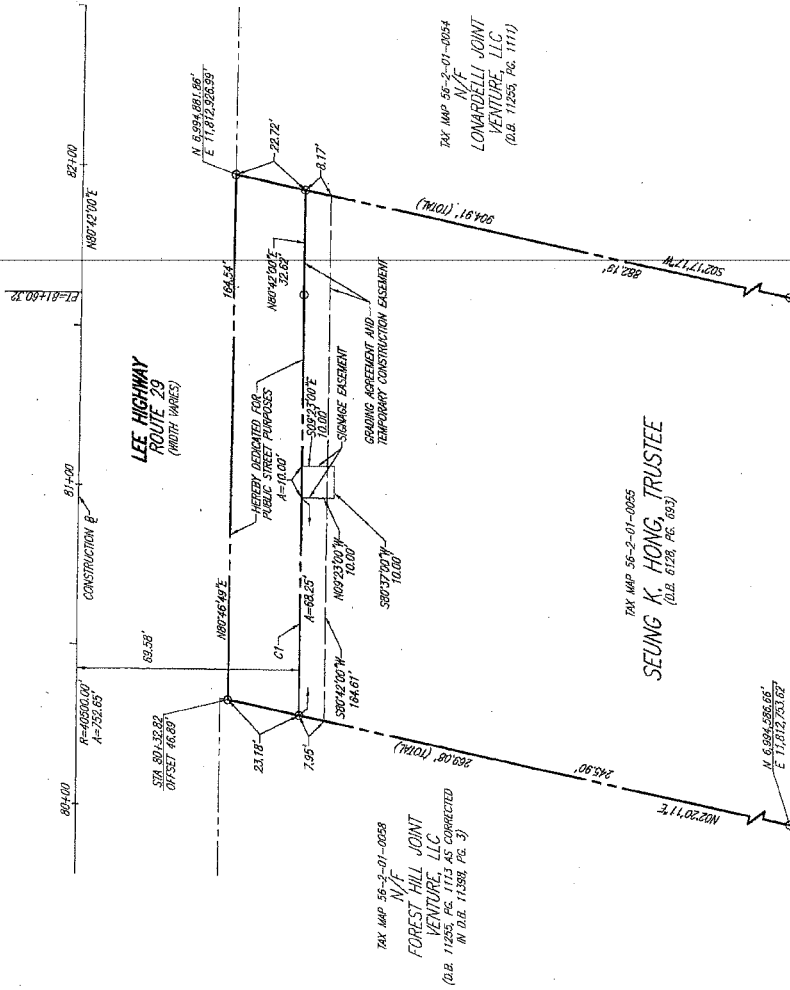 80+00
81+00
82+00
CONSTRUCTION ℄
N80°42'00"E
PT=81+60.32
R=40500.00'
A=752.65'
LEE HIGHWAY
ROUTE 29
(WIDTH VARIES)
69.58'
STA 80+32.82
OFFSET 46.89'
N 6,994,881.86'
E 11,812,926.99'
N80°46'49"E
164.54'
22.72'
23.18'
HEREBY DEDICATED FOR
PUBLIC STREET PURPOSES
A=10.00'
N80°42'00"E
32.62'
8.17'
C1
A=68.25'
S09°23'00"E
10.00'
SIGNAGE EASEMENT
GRADING AGREEMENT AND
TEMPORARY CONSTRUCTION EASEMENT
7.95'
S80°42'00"W
164.61'
N09°23'00"W
10.00'
S80°37'00"W
10.00'
TAX MAP 56-2-01-0054
N/F
LONARDELLI JOINT
VENTURE, LLC
(D.B. 11255, PG. 1111)
904.91' (TOTAL)
882.19'
S02°17'17"W
269.08' (TOTAL)
245.90'
N02°20'11"E
TAX MAP 56-2-01-0058
N/F
FOREST HILL JOINT
VENTURE, LLC
(D.B. 11255, PG. 1113 AS CORRECTED
IN D.B. 11398, PG. 3)
TAX MAP 56-2-01-0055
SEUNG K. HONG, TRUSTEE
(D.B. 6128, PG. 693)
N 6,994,586.66'
E 11,812,753.62'